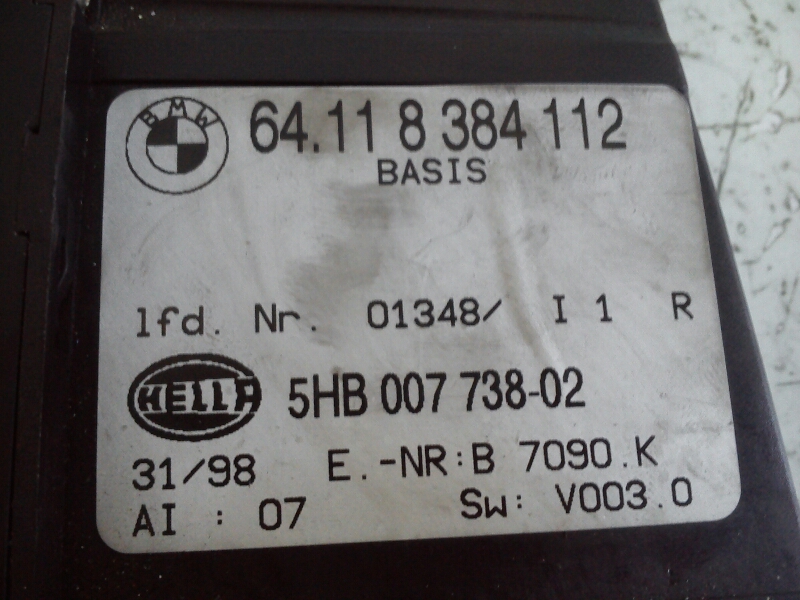 BMW 64.11 8 384 112
BASIS
lfd. Nr. 01348/ I 1 R
HELLA 5HB 007 738-02
31/98 E.-NR:B 7090.K
AI : 07 Sw: V003.0